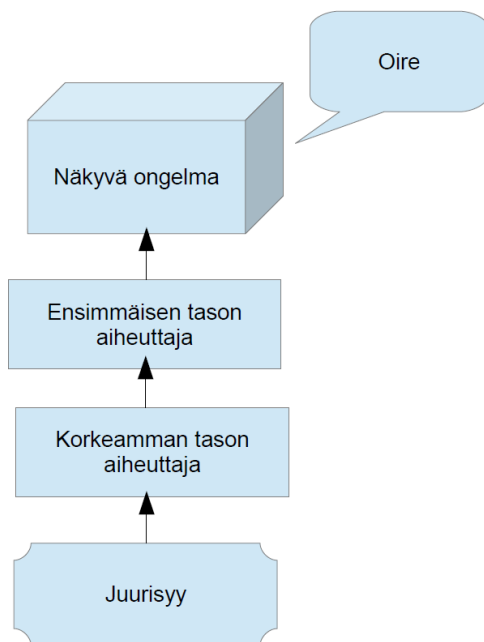 Oire
Näkyvä ongelma
Ensimmäisen tason
aiheuttaja
Korkeamman tason
aiheuttaja
Juurisyy